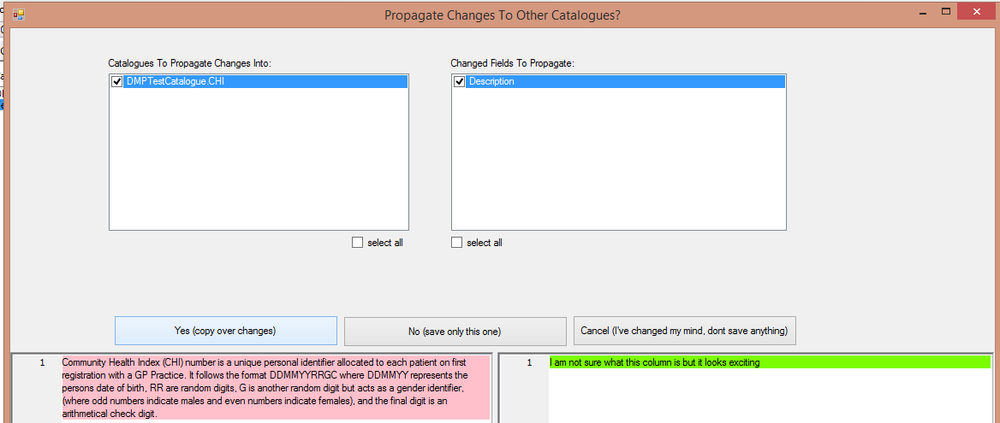 Propagate Changes To Other Catalogues?
Catalogues To Propagate Changes Into:
Changed Fields To Propagate:
DMPTestCatalogue.CHI
Description
select all
select all
Yes (copy over changes)
No (save only this one)
Cancel (I've changed my mind, dont save anything)
1
Community Health Index (CHI) number is a unique personal identifier allocated to each patient on first
registration with a GP Practice. It follows the format DDMMYYRRGC where DDMMYY represents the
persons date of birth, RR are random digits, G is another random digit but acts as a gender identifier,
(where odd numbers indicate males and even numbers indicate females), and the final digit is an
arithmetical check digit.
1
I am not sure what this column is but it looks exciting